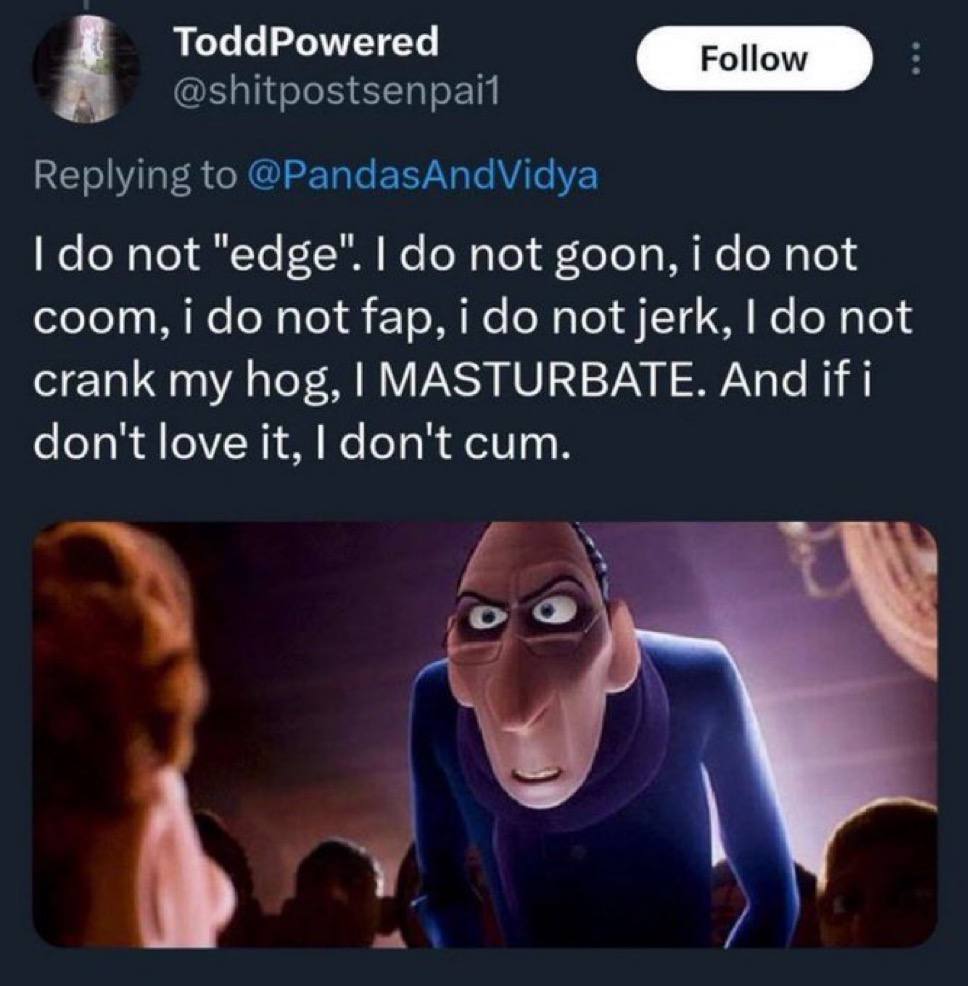 ToddPowered
Follow
@shitpostsenpai1
Replying to @PandasAndVidya
I do not "edge". I do not goon, i do not
coom, i do not fap, i do not jerk, I do not
crank my hog, I MASTURBATE. And if i
don't love it, I don't cum.